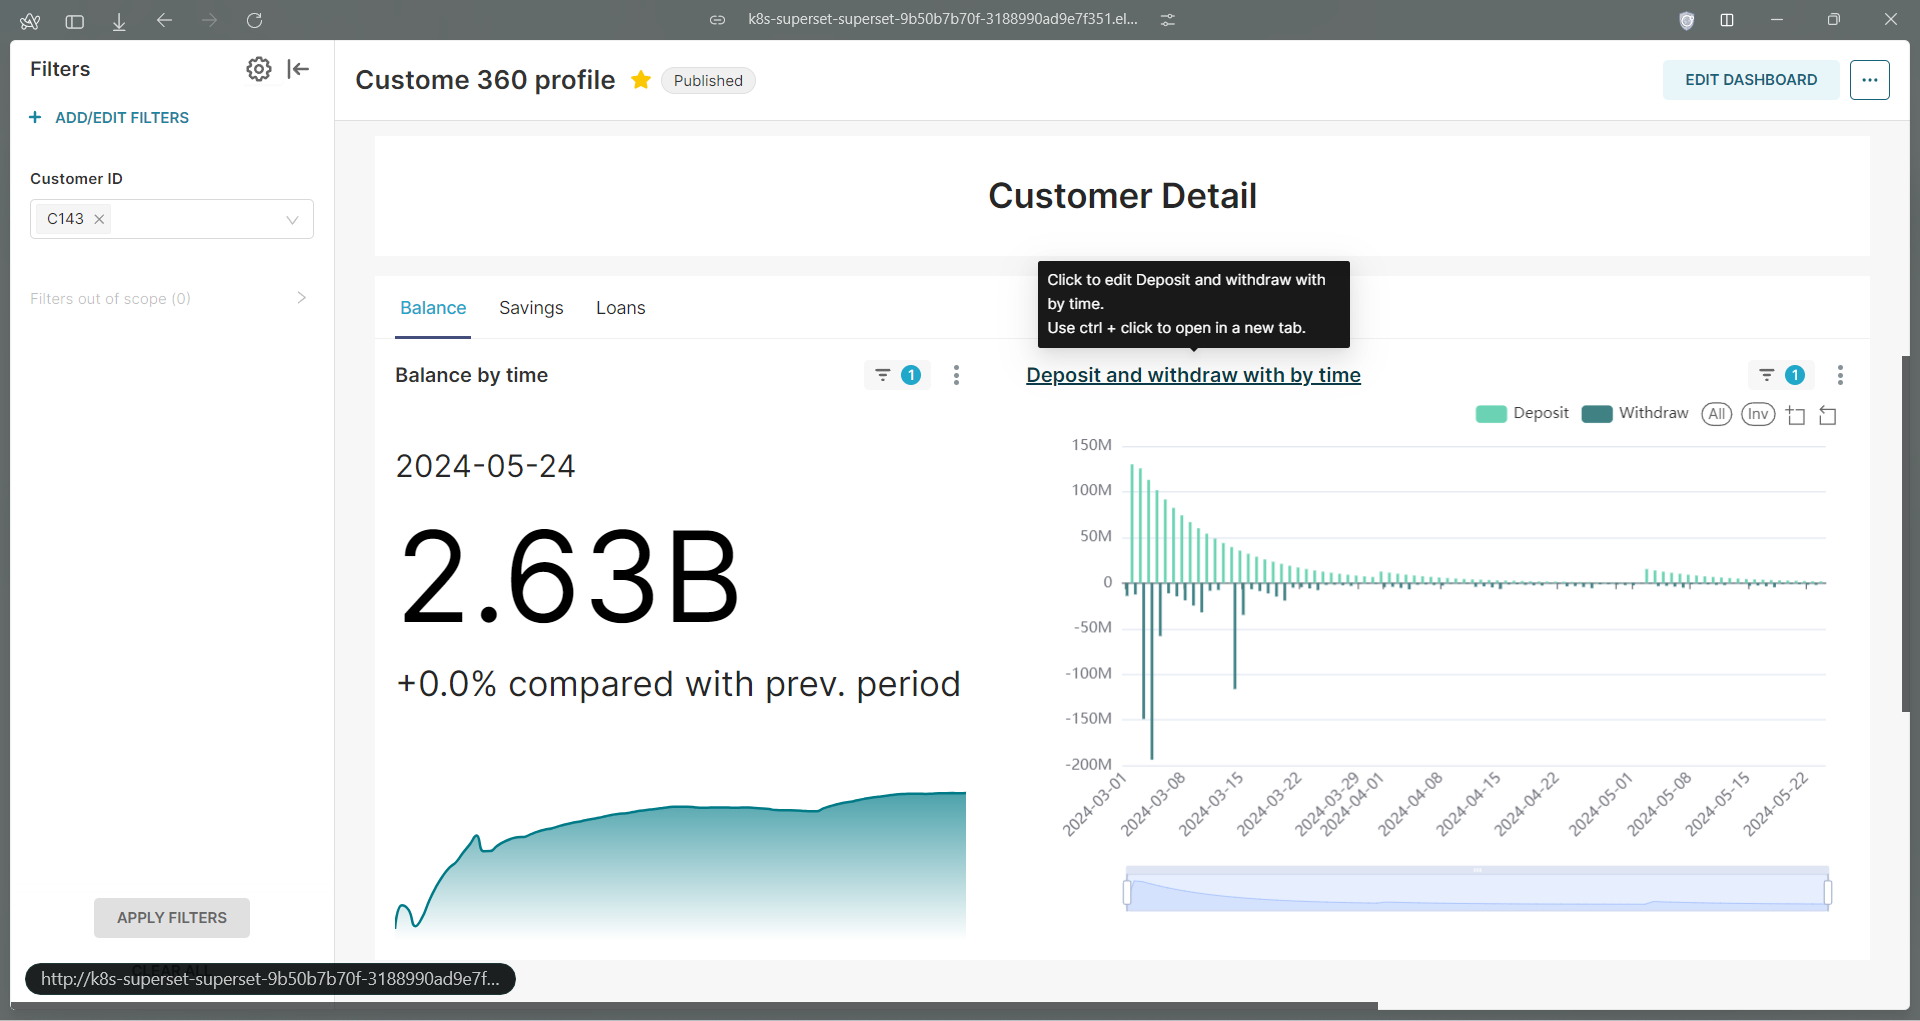 k8s-superset-superset-9b50b7b70f-3188990ad9e7f351.el...
Filters
ADD/EDIT FILTERS
Customer ID
C143
Filters out of scope (0)
APPLY FILTERS
CLEAR ALL
http://k8s-superset-superset-9b50b7b70f-3188990ad9e7f...
Custome 360 profile
Published
EDIT DASHBOARD
Customer Detail
Balance Savings Loans
Click to edit Deposit and withdraw with
by time.
Use ctrl + click to open in a new tab.
Balance by time
1
2024-05-24
2.63B
+0.0% compared with prev. period
Deposit and withdraw with by time
1
Deposit Withdraw All Inv
150M
100M
50M
0
-50M
-100M
-150M
-200M
2024-03-01
2024-03-08
2024-03-15
2024-03-22
2024-03-29
2024-04-01
2024-04-08
2024-04-15
2024-04-22
2024-05-01
2024-05-08
2024-05-15
2024-05-22